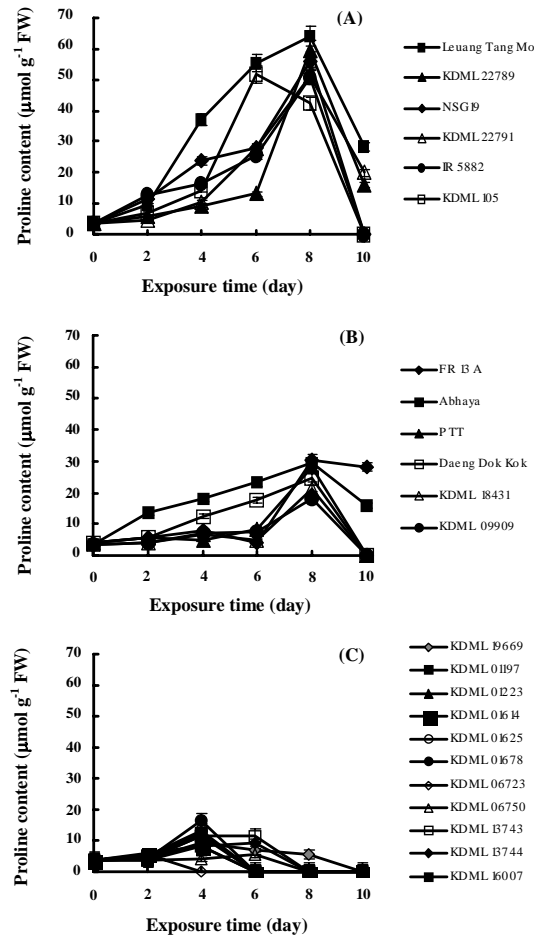 (A)
Proline content (μmol g-1 FW)
70
60
50
40
30
20
10
0
0 2 4 6 8 10
Exposure time (day)
Leuang Tang Mo
KDML 22789
NSG19
KDML 22791
IR 5882
KDML 105
(B)
Proline content (μmol g-1 FW)
70
60
50
40
30
20
10
0
0 2 4 6 8 10
Exposure time (day)
FR 13 A
Abhaya
PTT
Daeng Dok Kok
KDML 18431
KDML 09909
(C)
Proline content (μmol g-1 FW)
70
60
50
40
30
20
10
0
0 2 4 6 8 10
Exposure time (day)
KDML 19669
KDML 01197
KDML 01223
KDML 01614
KDML 01625
KDML 01678
KDML 06723
KDML 06750
KDML 13743
KDML 13744
KDML 16007